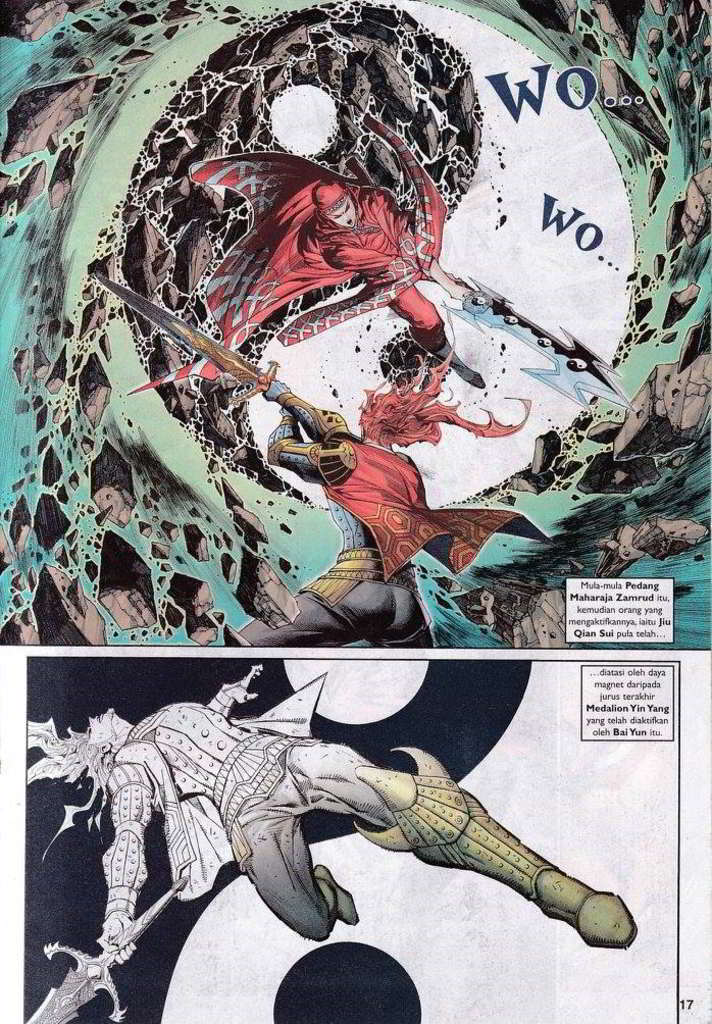 WO...
WO...
Mula-mula Pedang
Maharaja Zamrud itu,
kemudian orang yang
mengaktifkannya, iaitu Jiu
Qian Sui pula telah...
...diatasi oleh daya
magnet daripada
jurus terakhir
Medalion Yin Yang
yang telah diaktifkan
oleh Bai Yun itu.
17